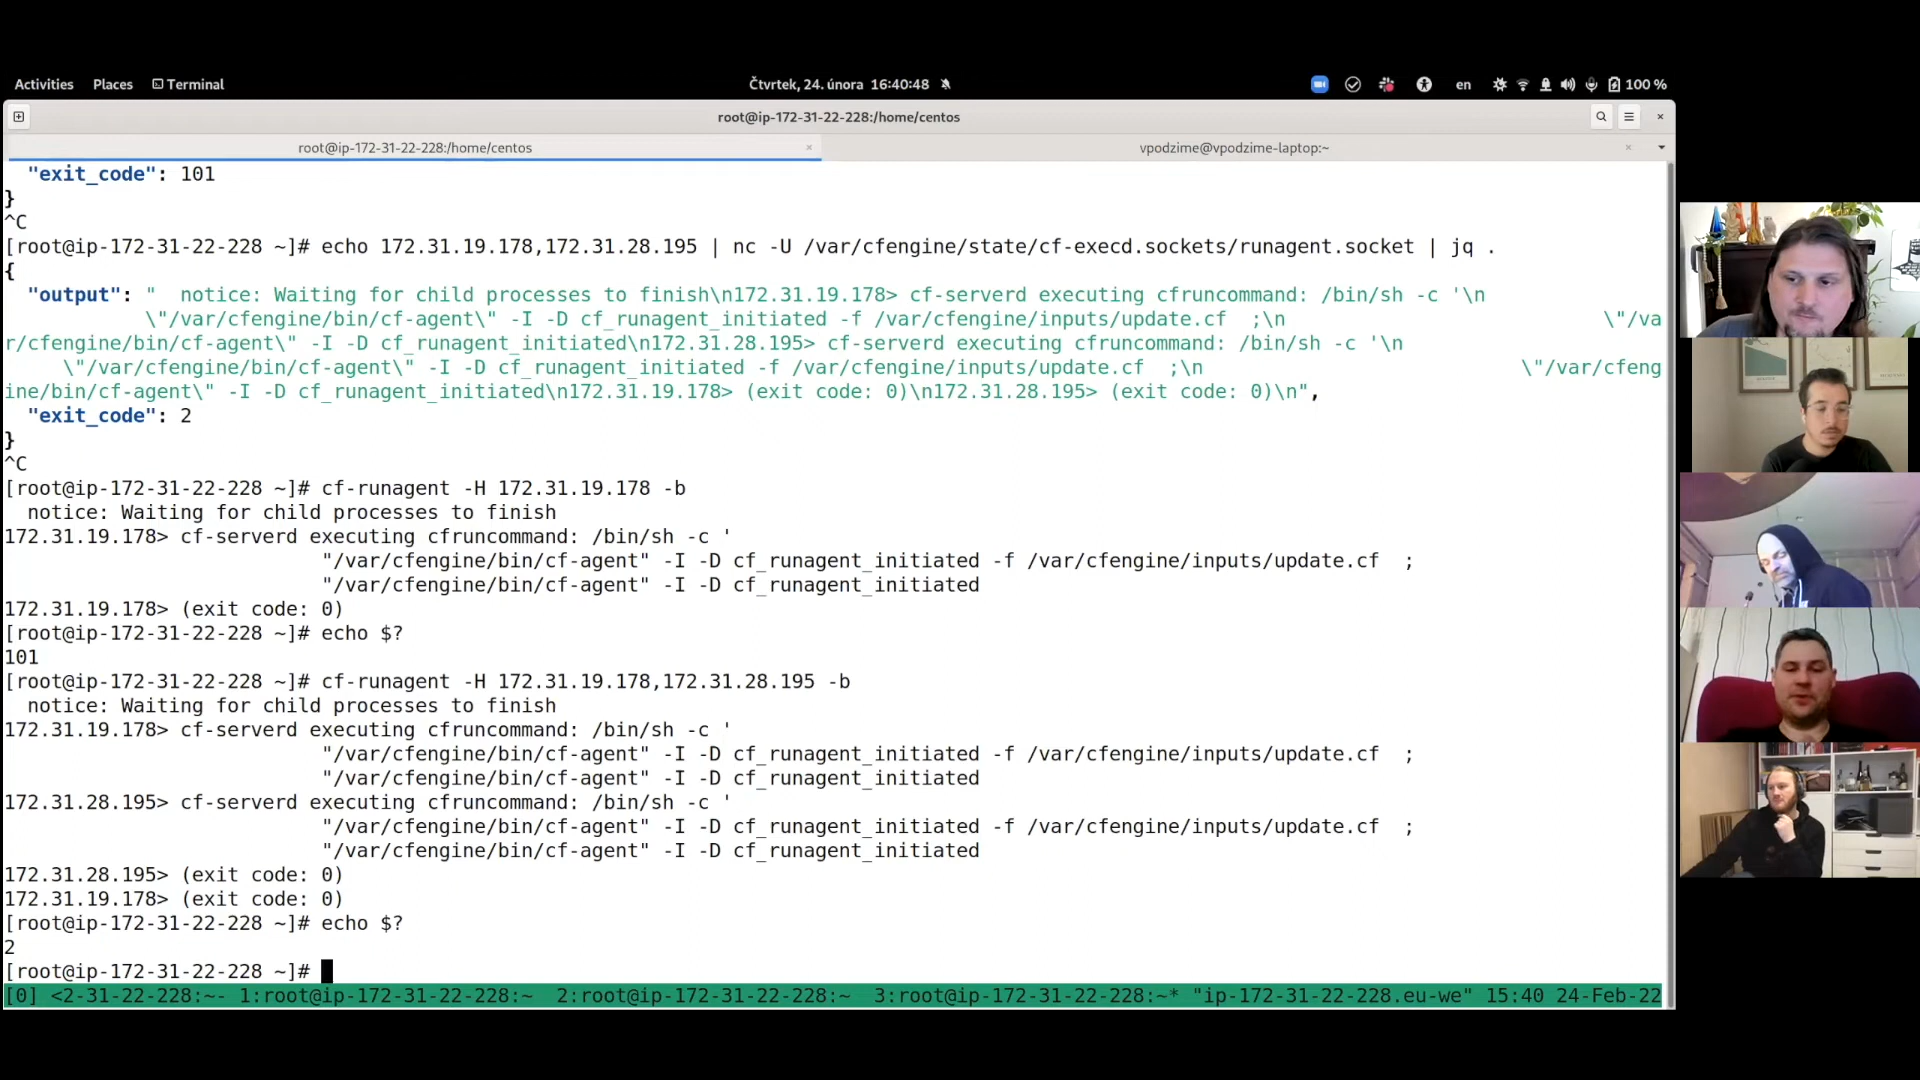 Activities Places Terminal Čtvrtek, 24. února 16:40:48 en 100 %
root@ip-172-31-22-228:/home/centos
root@ip-172-31-22-228:/home/centos vpodzime@vpodzime-laptop:~
"exit_code": 101
}
^C
[root@ip-172-31-22-228 ~]# echo 172.31.19.178,172.31.28.195 | nc -U /var/cfengine/state/cf-execd.sockets/runagent.socket | jq .
{
"output": "  notice: Waiting for child processes to finish\n172.31.19.178> cf-serverd executing cfruncommand: /bin/sh -c '\n
\"/var/cfengine/bin/cf-agent\" -I -D cf_runagent_initiated -f /var/cfengine/inputs/update.cf  ;\n \"/va
r/cfengine/bin/cf-agent\" -I -D cf_runagent_initiated\n172.31.28.195> cf-serverd executing cfruncommand: /bin/sh -c '\n
\"/var/cfengine/bin/cf-agent\" -I -D cf_runagent_initiated -f /var/cfengine/inputs/update.cf  ;\n \"/var/cfeng
ine/bin/cf-agent\" -I -D cf_runagent_initiated\n172.31.19.178> (exit code: 0)\n172.31.28.195> (exit code: 0)\n",
"exit_code": 2
}
^C
[root@ip-172-31-22-228 ~]# cf-runagent -H 172.31.19.178 -b
notice: Waiting for child processes to finish
172.31.19.178> cf-serverd executing cfruncommand: /bin/sh -c '
"/var/cfengine/bin/cf-agent" -I -D cf_runagent_initiated -f /var/cfengine/inputs/update.cf  ;
"/var/cfengine/bin/cf-agent" -I -D cf_runagent_initiated
172.31.19.178> (exit code: 0)
[root@ip-172-31-22-228 ~]# echo $?
101
[root@ip-172-31-22-228 ~]# cf-runagent -H 172.31.19.178,172.31.28.195 -b
notice: Waiting for child processes to finish
172.31.19.178> cf-serverd executing cfruncommand: /bin/sh -c '
"/var/cfengine/bin/cf-agent" -I -D cf_runagent_initiated -f /var/cfengine/inputs/update.cf  ;
"/var/cfengine/bin/cf-agent" -I -D cf_runagent_initiated
172.31.28.195> cf-serverd executing cfruncommand: /bin/sh -c '
"/var/cfengine/bin/cf-agent" -I -D cf_runagent_initiated -f /var/cfengine/inputs/update.cf  ;
"/var/cfengine/bin/cf-agent" -I -D cf_runagent_initiated
172.31.28.195> (exit code: 0)
172.31.19.178> (exit code: 0)
[root@ip-172-31-22-228 ~]# echo $?
2
[root@ip-172-31-22-228 ~]#
[0] <2-31-22-228:~- 1:root@ip-172-31-22-228:~  2:root@ip-172-31-22-228:~  3:root@ip-172-31-22-228:~* "ip-172-31-22-228.eu-we" 15:40 24-Feb-22